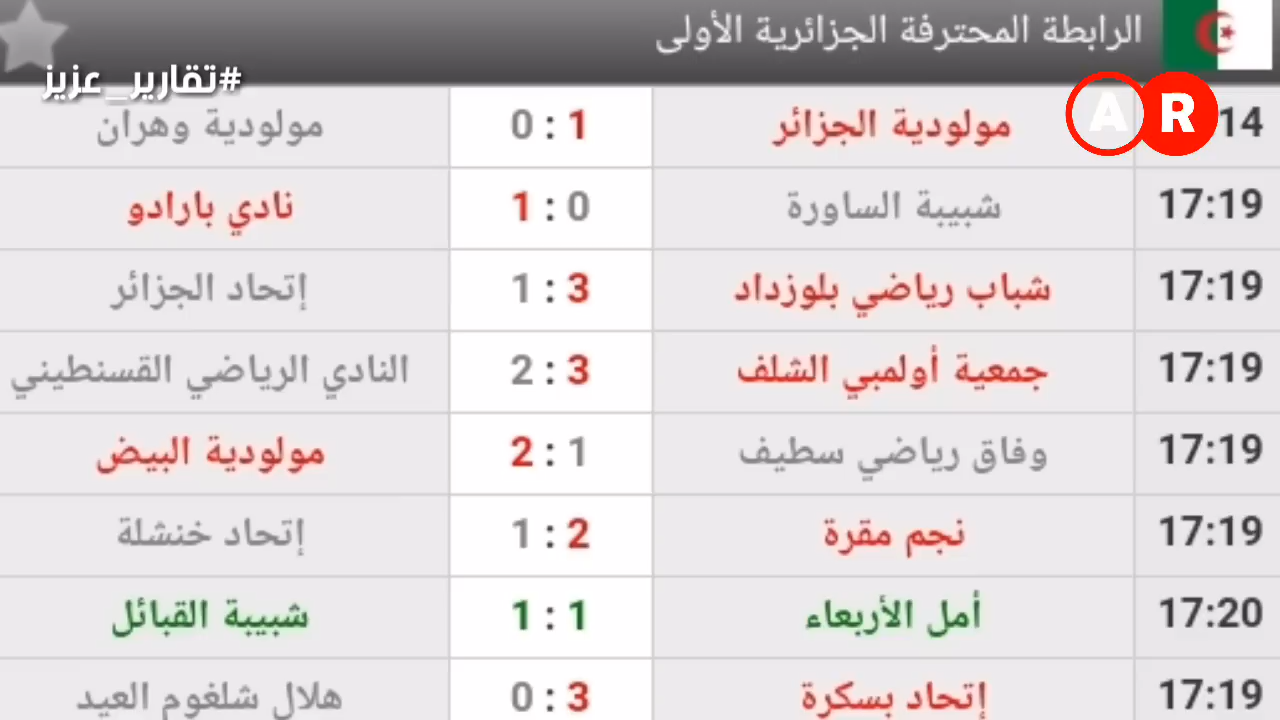 الرابطة المحترفة الجزائرية الأولى
#تقارير_عزيز
A R
14 مولودية الجزائر 1 : 0 مولودية وهران
17:19 شبيبة الساورة 0 : 1 نادي بارادو
17:19 شباب رياضي بلوزداد 3 : 1 إتحاد الجزائر
17:19 جمعية أولمبي الشلف 3 : 2 النادي الرياضي القسنطيني
17:19 وفاق رياضي سطيف 1 : 2 مولودية البيض
17:19 نجم مقرة 2 : 1 إتحاد خنشلة
17:20 أمل الأربعاء 1 : 1 شبيبة القبائل
17:19 إتحاد بسكرة 3 : 0 هلال شلغوم العيد